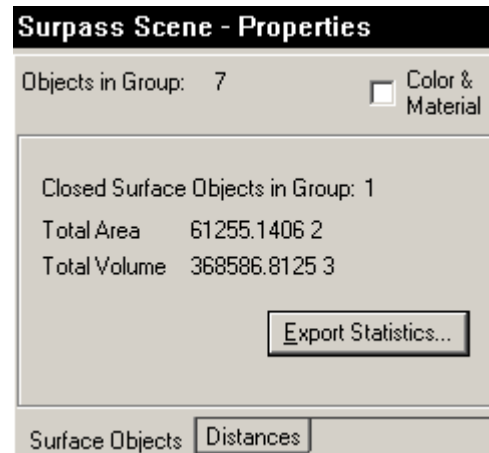 Surpass Scene - Properties
Objects in Group: 7
Color &
Material
Closed Surface Objects in Group: 1
Total Area 61255.1406 2
Total Volume 368586.8125 3
Export Statistics...
Surface Objects Distances